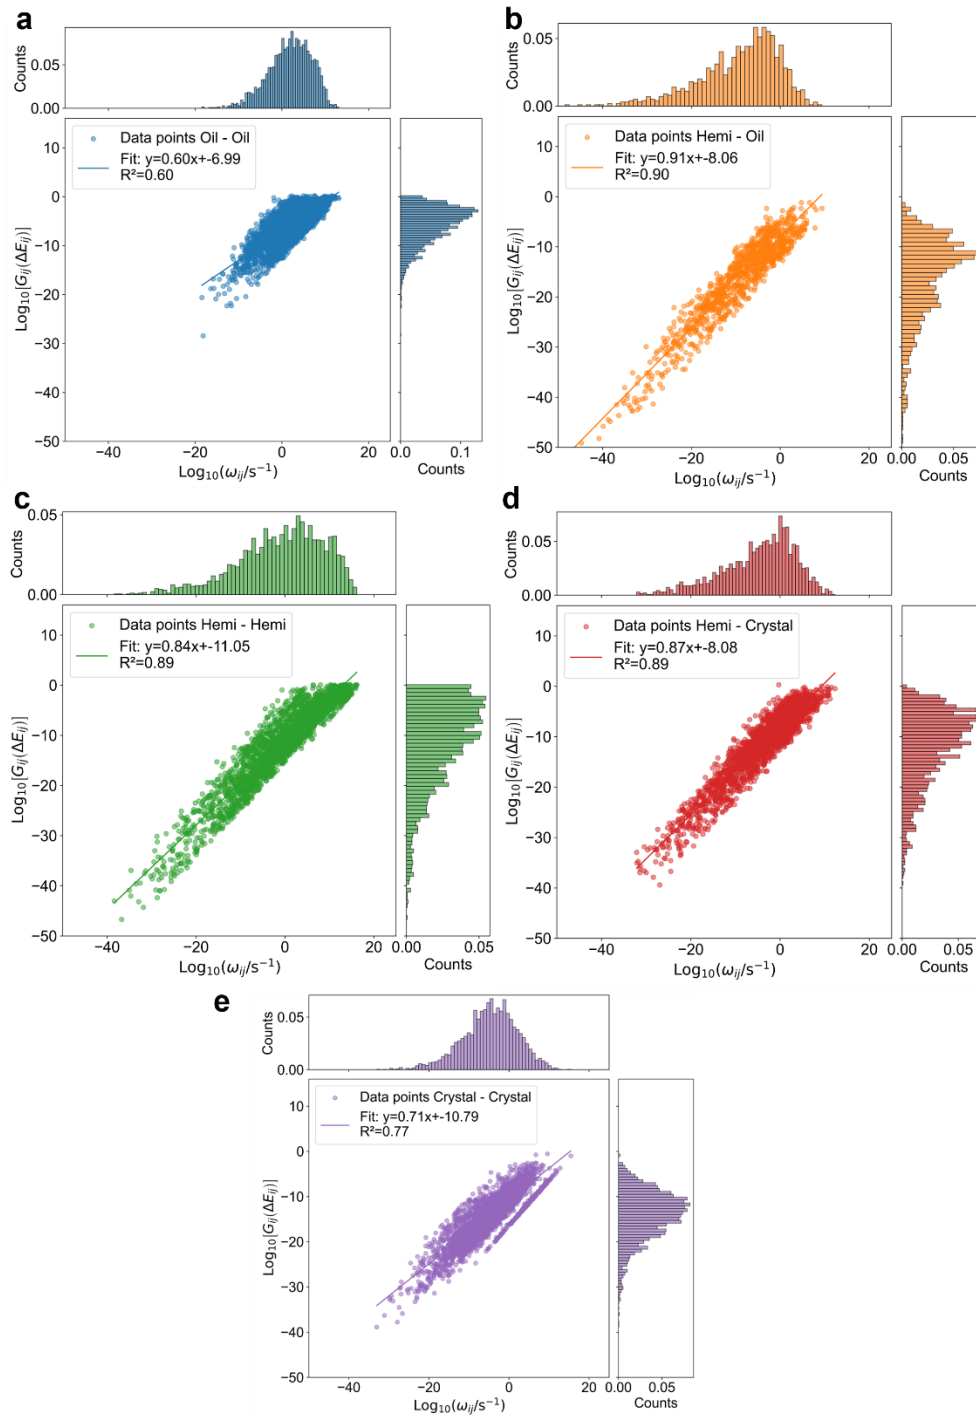 a
Counts
0.05
0.00
10
0
−10
−20
−30
−40
−50
Log₁₀[Gᵢⱼ(ΔEᵢⱼ)]
Data points Oil - Oil
Fit: y=0.60x+-6.99
R²=0.60
−40
−20
0
20
Log₁₀(ωᵢⱼ/s⁻¹)
0.0
0.1
Counts
b
Counts
0.05
0.00
10
0
−10
−20
−30
−40
−50
Log₁₀[Gᵢⱼ(ΔEᵢⱼ)]
Data points Hemi - Oil
Fit: y=0.91x+-8.06
R²=0.90
−40
−20
0
20
Log₁₀(ωᵢⱼ/s⁻¹)
0.00
0.05
Counts
c
Counts
0.05
0.00
10
0
−10
−20
−30
−40
−50
Log₁₀[Gᵢⱼ(ΔEᵢⱼ)]
Data points Hemi - Hemi
Fit: y=0.84x+-11.05
R²=0.89
−40
−20
0
20
Log₁₀(ωᵢⱼ/s⁻¹)
0.00
0.05
Counts
d
Counts
0.05
0.00
10
0
−10
−20
−30
−40
−50
Log₁₀[Gᵢⱼ(ΔEᵢⱼ)]
Data points Hemi - Crystal
Fit: y=0.87x+-8.08
R²=0.89
−40
−20
0
20
Log₁₀(ωᵢⱼ/s⁻¹)
0.00
0.05
Counts
e
Counts
0.05
0.00
10
0
−10
−20
−30
−40
−50
Log₁₀[Gᵢⱼ(ΔEᵢⱼ)]
Data points Crystal - Crystal
Fit: y=0.71x+-10.79
R²=0.77
−40
−20
0
20
Log₁₀(ωᵢⱼ/s⁻¹)
0.00
0.05
Counts